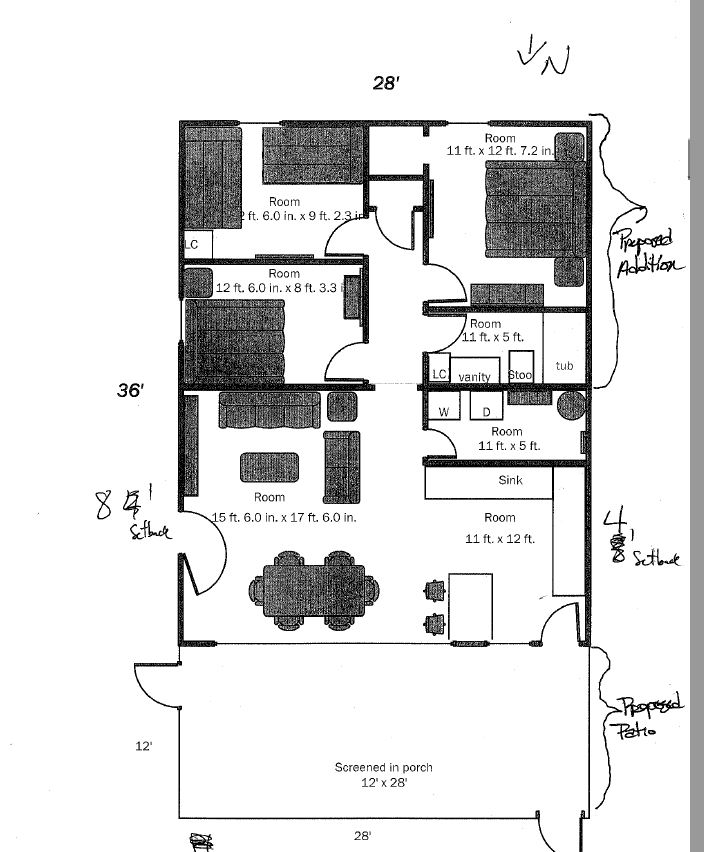 N
28'
Room
11 ft. x 12 ft. 7.2 in.
Room
2 ft. 6.0 in. x 9 ft. 2.3 in
LC
Proposed
Addition
Room
12 ft. 6.0 in. x 8 ft. 3.3 i
Room
11 ft. x 5 ft.
LC
vanity
Stoo
tub
36'
W
D
Room
11 ft. x 5 ft.
Sink
8
'
Setback
Room
15 ft. 6.0 in. x 17 ft. 6.0 in.
Room
11 ft. x 12 ft.
4
'
Setback
Proposed
Patio
12'
Screened in porch
12' x 28'
28'